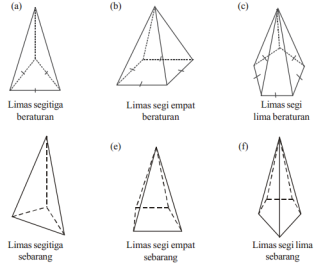 (a)
(b)
(c)
Limas segitiga
beraturan
Limas segi empat
beraturan
Limas segi
lima beraturan
(e)
(f)
Limas segitiga
sebarang
Limas segi empat
sebarang
Limas segi lima
sebarang